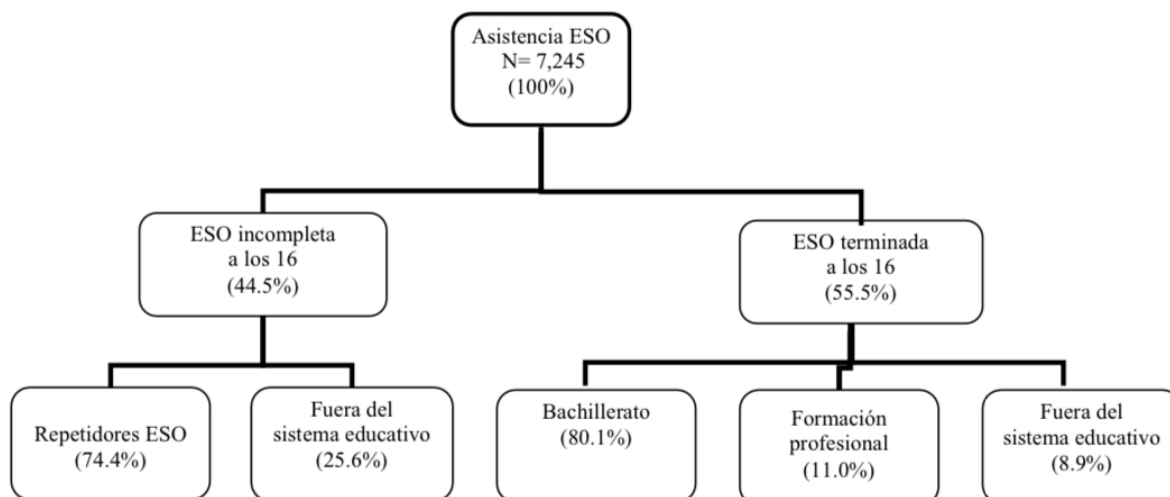 Asistencia ESO
N= 7,245
(100%)
ESO incompleta
a los 16
(44.5%)
ESO terminada
a los 16
(55.5%)
Repetidores ESO
(74.4%)
Fuera del
sistema educativo
(25.6%)
Bachillerato
(80.1%)
Formación
profesional
(11.0%)
Fuera del
sistema educativo
(8.9%)